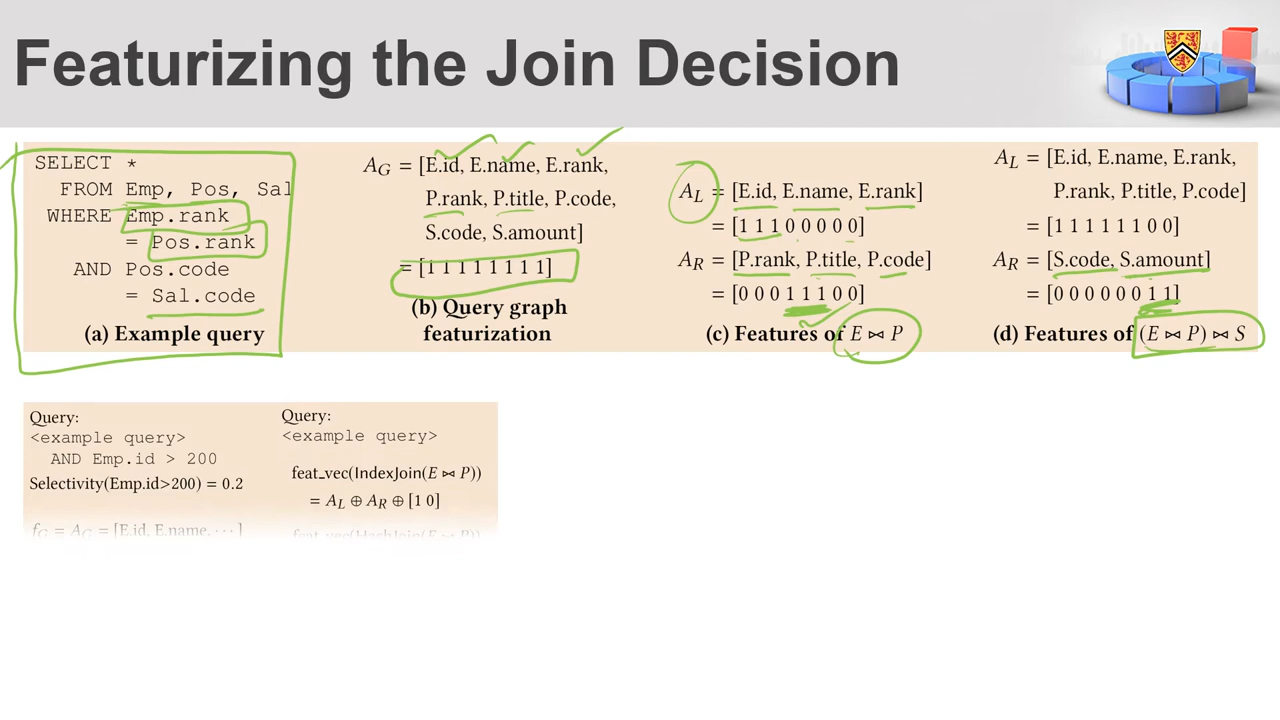 Featurizing the Join Decision
SELECT *
FROM Emp, Pos, Sal
WHERE Emp.rank
= Pos.rank
AND Pos.code
= Sal.code
(a) Example query
A_G = [E.id, E.name, E.rank,
P.rank, P.title, P.code,
S.code, S.amount]
= [1 1 1 1 1 1 1 1]
(b) Query graph
featurization
A_L = [E.id, E.name, E.rank]
= [1 1 1 0 0 0 0 0]
A_R = [P.rank, P.title, P.code]
= [0 0 0 1 1 1 0 0]
(c) Features of E ⋈ P
A_L = [E.id, E.name, E.rank,
P.rank, P.title, P.code]
= [1 1 1 1 1 1 0 0]
A_R = [S.code, S.amount]
= [0 0 0 0 0 0 1 1]
(d) Features of (E ⋈ P) ⋈ S
Query:
<example query>
AND Emp.id > 200
Selectivity(Emp.id>200) = 0.2
f_G = A_G = [E.id, E.name, ⋯ ]
Query:
<example query>
feat_vec(IndexJoin(E ⋈ P))
= A_L ⊕ A_R ⊕ [1 0]
feat_vec(HashJoin(E ⋈ P))